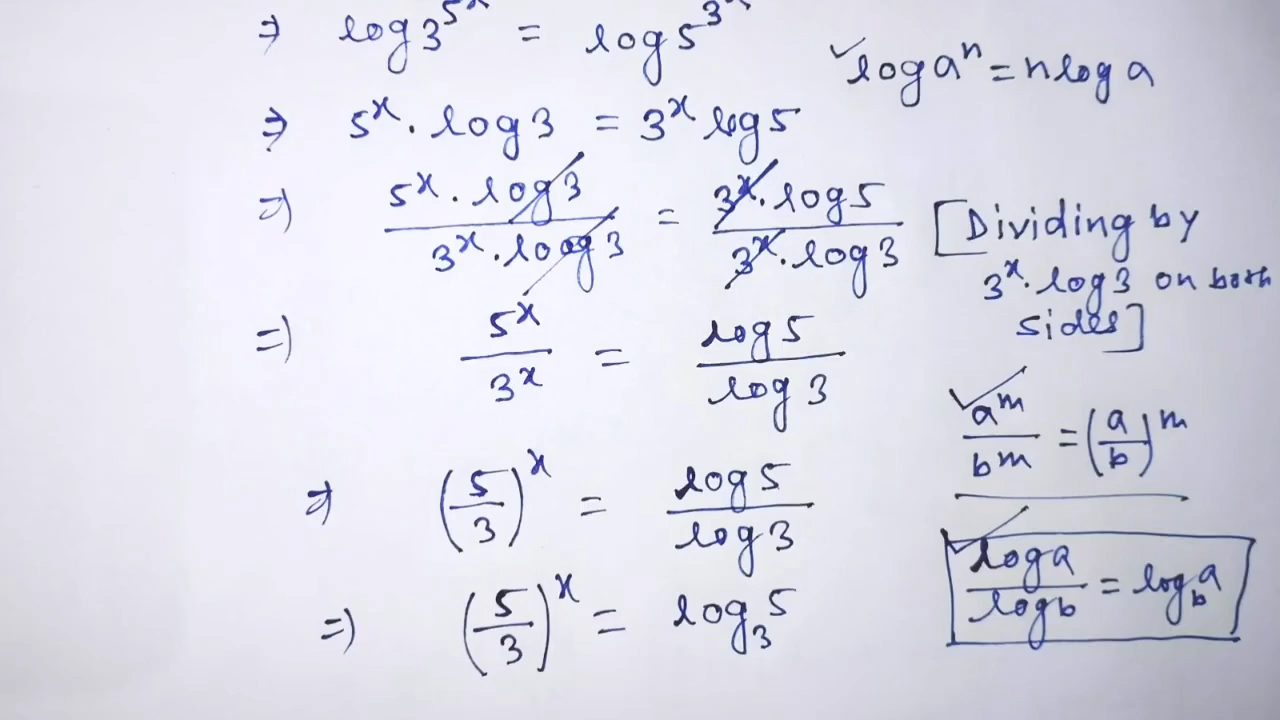 ⇒ log 3^{5^x} = log 5^{3^x}
✓ log a^n = n log a
⇒ 5^x . log 3 = 3^x log 5
⇒ (5^x . log 3)/(3^x . log 3) = (3^x . log 5)/(3^x . log 3)
[Dividing by
3^x . log 3 on both
sides]
⇒ 5^x/3^x = log 5/log 3
✓ a^m/b^m = (a/b)^m
⇒ (5/3)^x = log 5/log 3
✓ log a/log b = log_b a
⇒ (5/3)^x = log_3 5